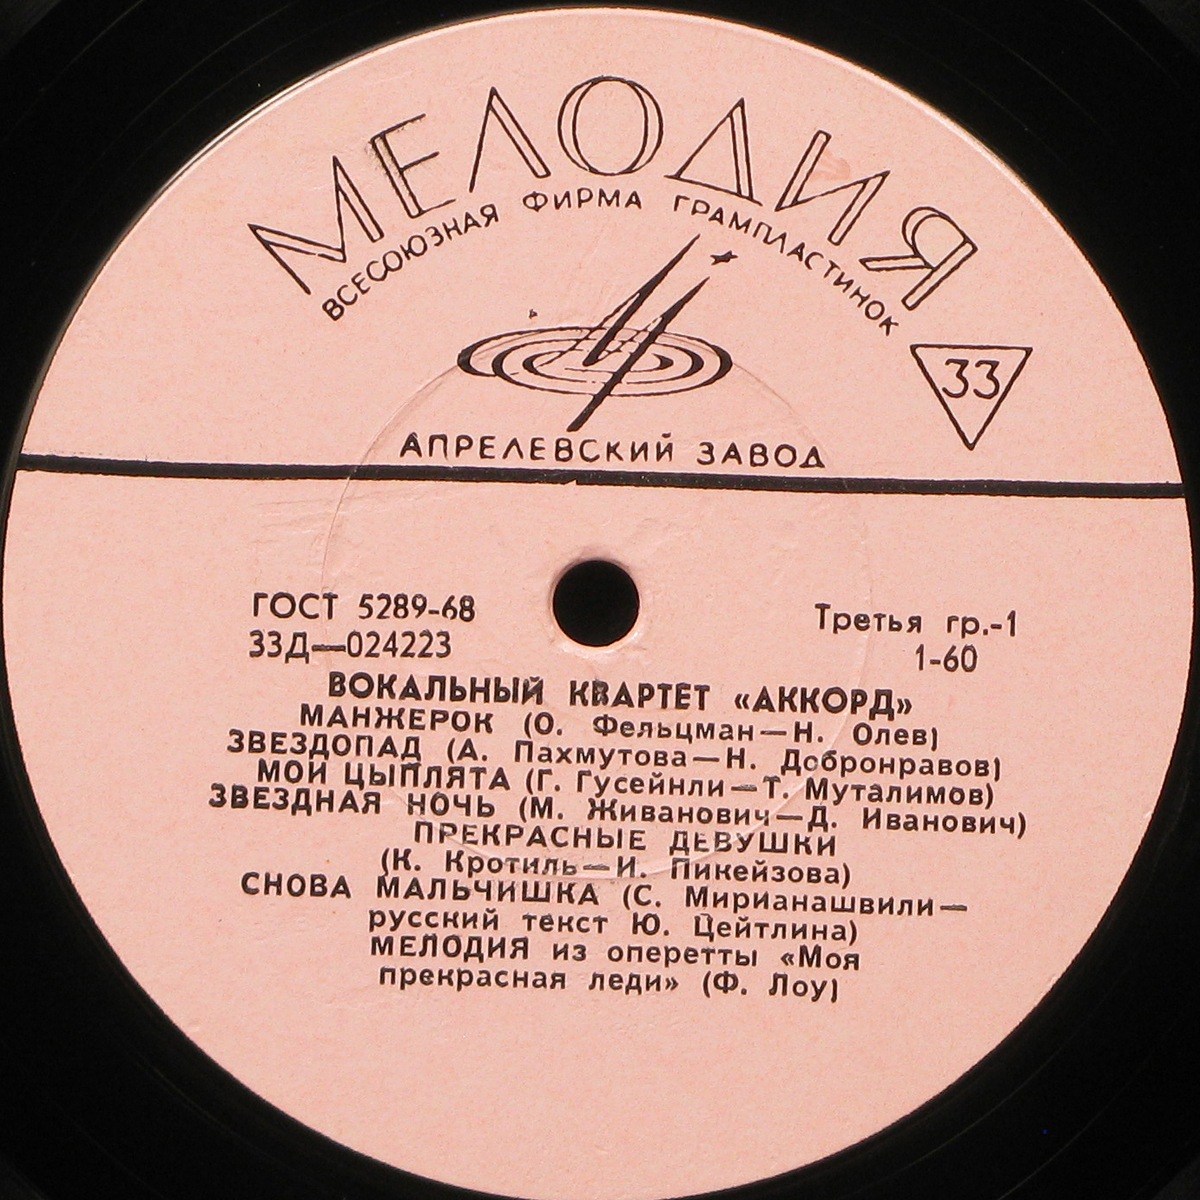 МЕЛОДИЯ
ВСЕСОЮЗНАЯ ФИРМА ГРАМПЛАСТИНОК
33
АПРЕЛЕВСКИЙ ЗАВОД
ГОСТ 5289-68
Третья гр.-1
33Д—024223
1-60
ВОКАЛЬНЫЙ КВАРТЕТ «АККОРД»
МАНЖЕРОК (О. Фельцман—Н. Олев)
ЗВЕЗДОПАД (А. Пахмутова—Н. Добронравов)
МОИ ЦЫПЛЯТА (Г. Гусейнли—Т. Муталимов)
ЗВЕЗДНАЯ НОЧЬ (М. Живанович—Д. Иванович)
ПРЕКРАСНЫЕ ДЕВУШКИ
(К. Кротиль—И. Пикейзова)
СНОВА МАЛЬЧИШКА (С. Мирианашвили—
русский текст Ю. Цейтлина)
МЕЛОДИЯ из оперетты «Моя
прекрасная леди» (Ф. Лоу)